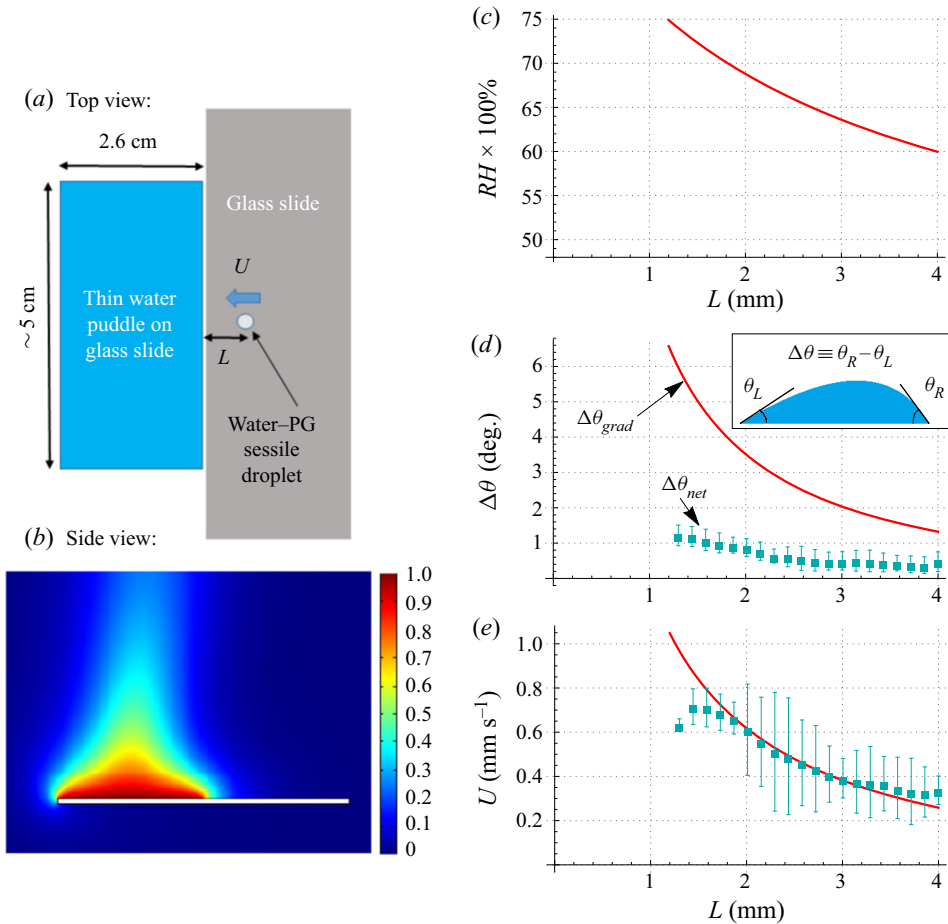 (a) Top view:
2.6 cm
~ 5 cm
Thin water
puddle on
glass slide
Glass slide
U
L
Water–PG
sessile
droplet
(b) Side view:
1.0
0.9
0.8
0.7
0.6
0.5
0.4
0.3
0.2
0.1
0
(c)
RH × 100%
75
70
65
60
55
50
1 2 3 4
L (mm)
(d)
Δθ (deg.)
6
5
4
3
2
1
Δθgrad
Δθnet
Δθ ≡ θR – θL
θL
θR
1 2 3 4
(e)
U (mm s–1)
1.0
0.8
0.6
0.4
0.2
1 2 3 4
L (mm)